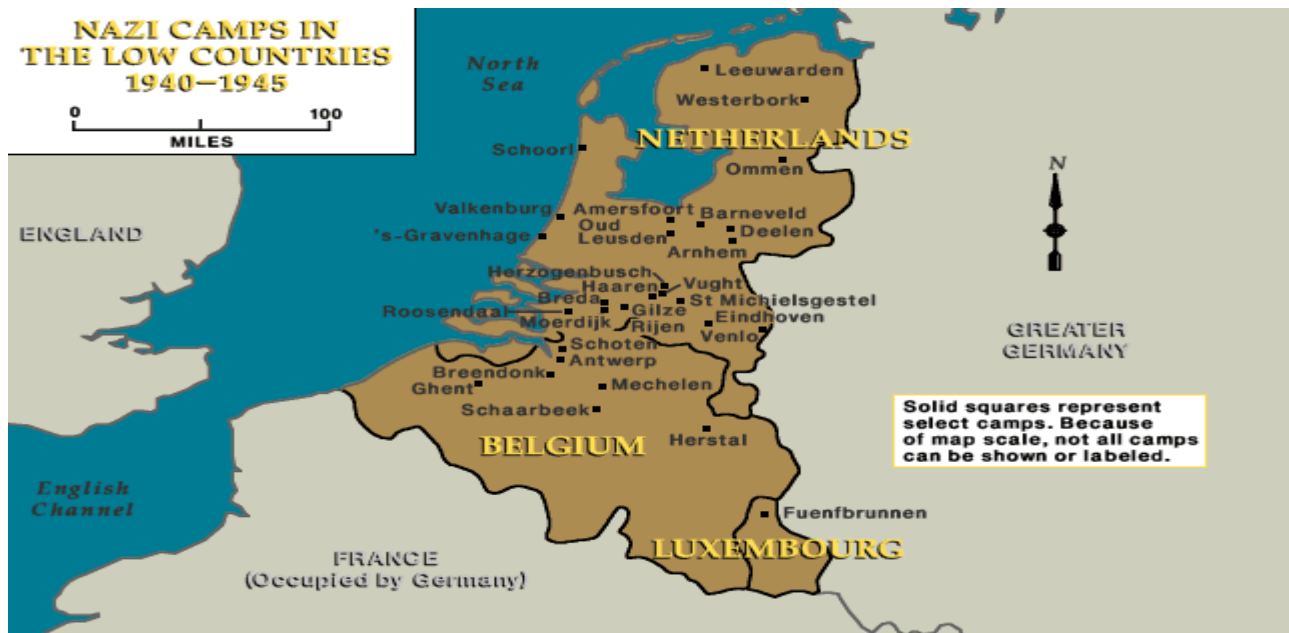 NAZI CAMPS IN
THE LOW COUNTRIES
1940–1945
0 100
MILES
North
Sea
Leeuwarden
Westerbork
NETHERLANDS
Schoorl
Ommen
N
Valkenburg
Amersfoort
Barneveld
Oud
Leusden
Deelen
's-Gravenhage
Arnhem
ENGLAND
Herzogenbusch
Haaren
Vught
Breda
St Michielsgestel
Roosendaal
Gilze
Rijen
Eindhoven
Moerdijk
Venlo
GREATER
GERMANY
Schoten
Antwerp
Breendonk
Ghent
Mechelen
Schaarbeek
Solid squares represent
select camps. Because
of map scale, not all camps
can be shown or labeled.
Herstal
BELGIUM
English
Channel
Fuenfbrunnen
LUXEMBOURG
FRANCE
(Occupied by Germany)